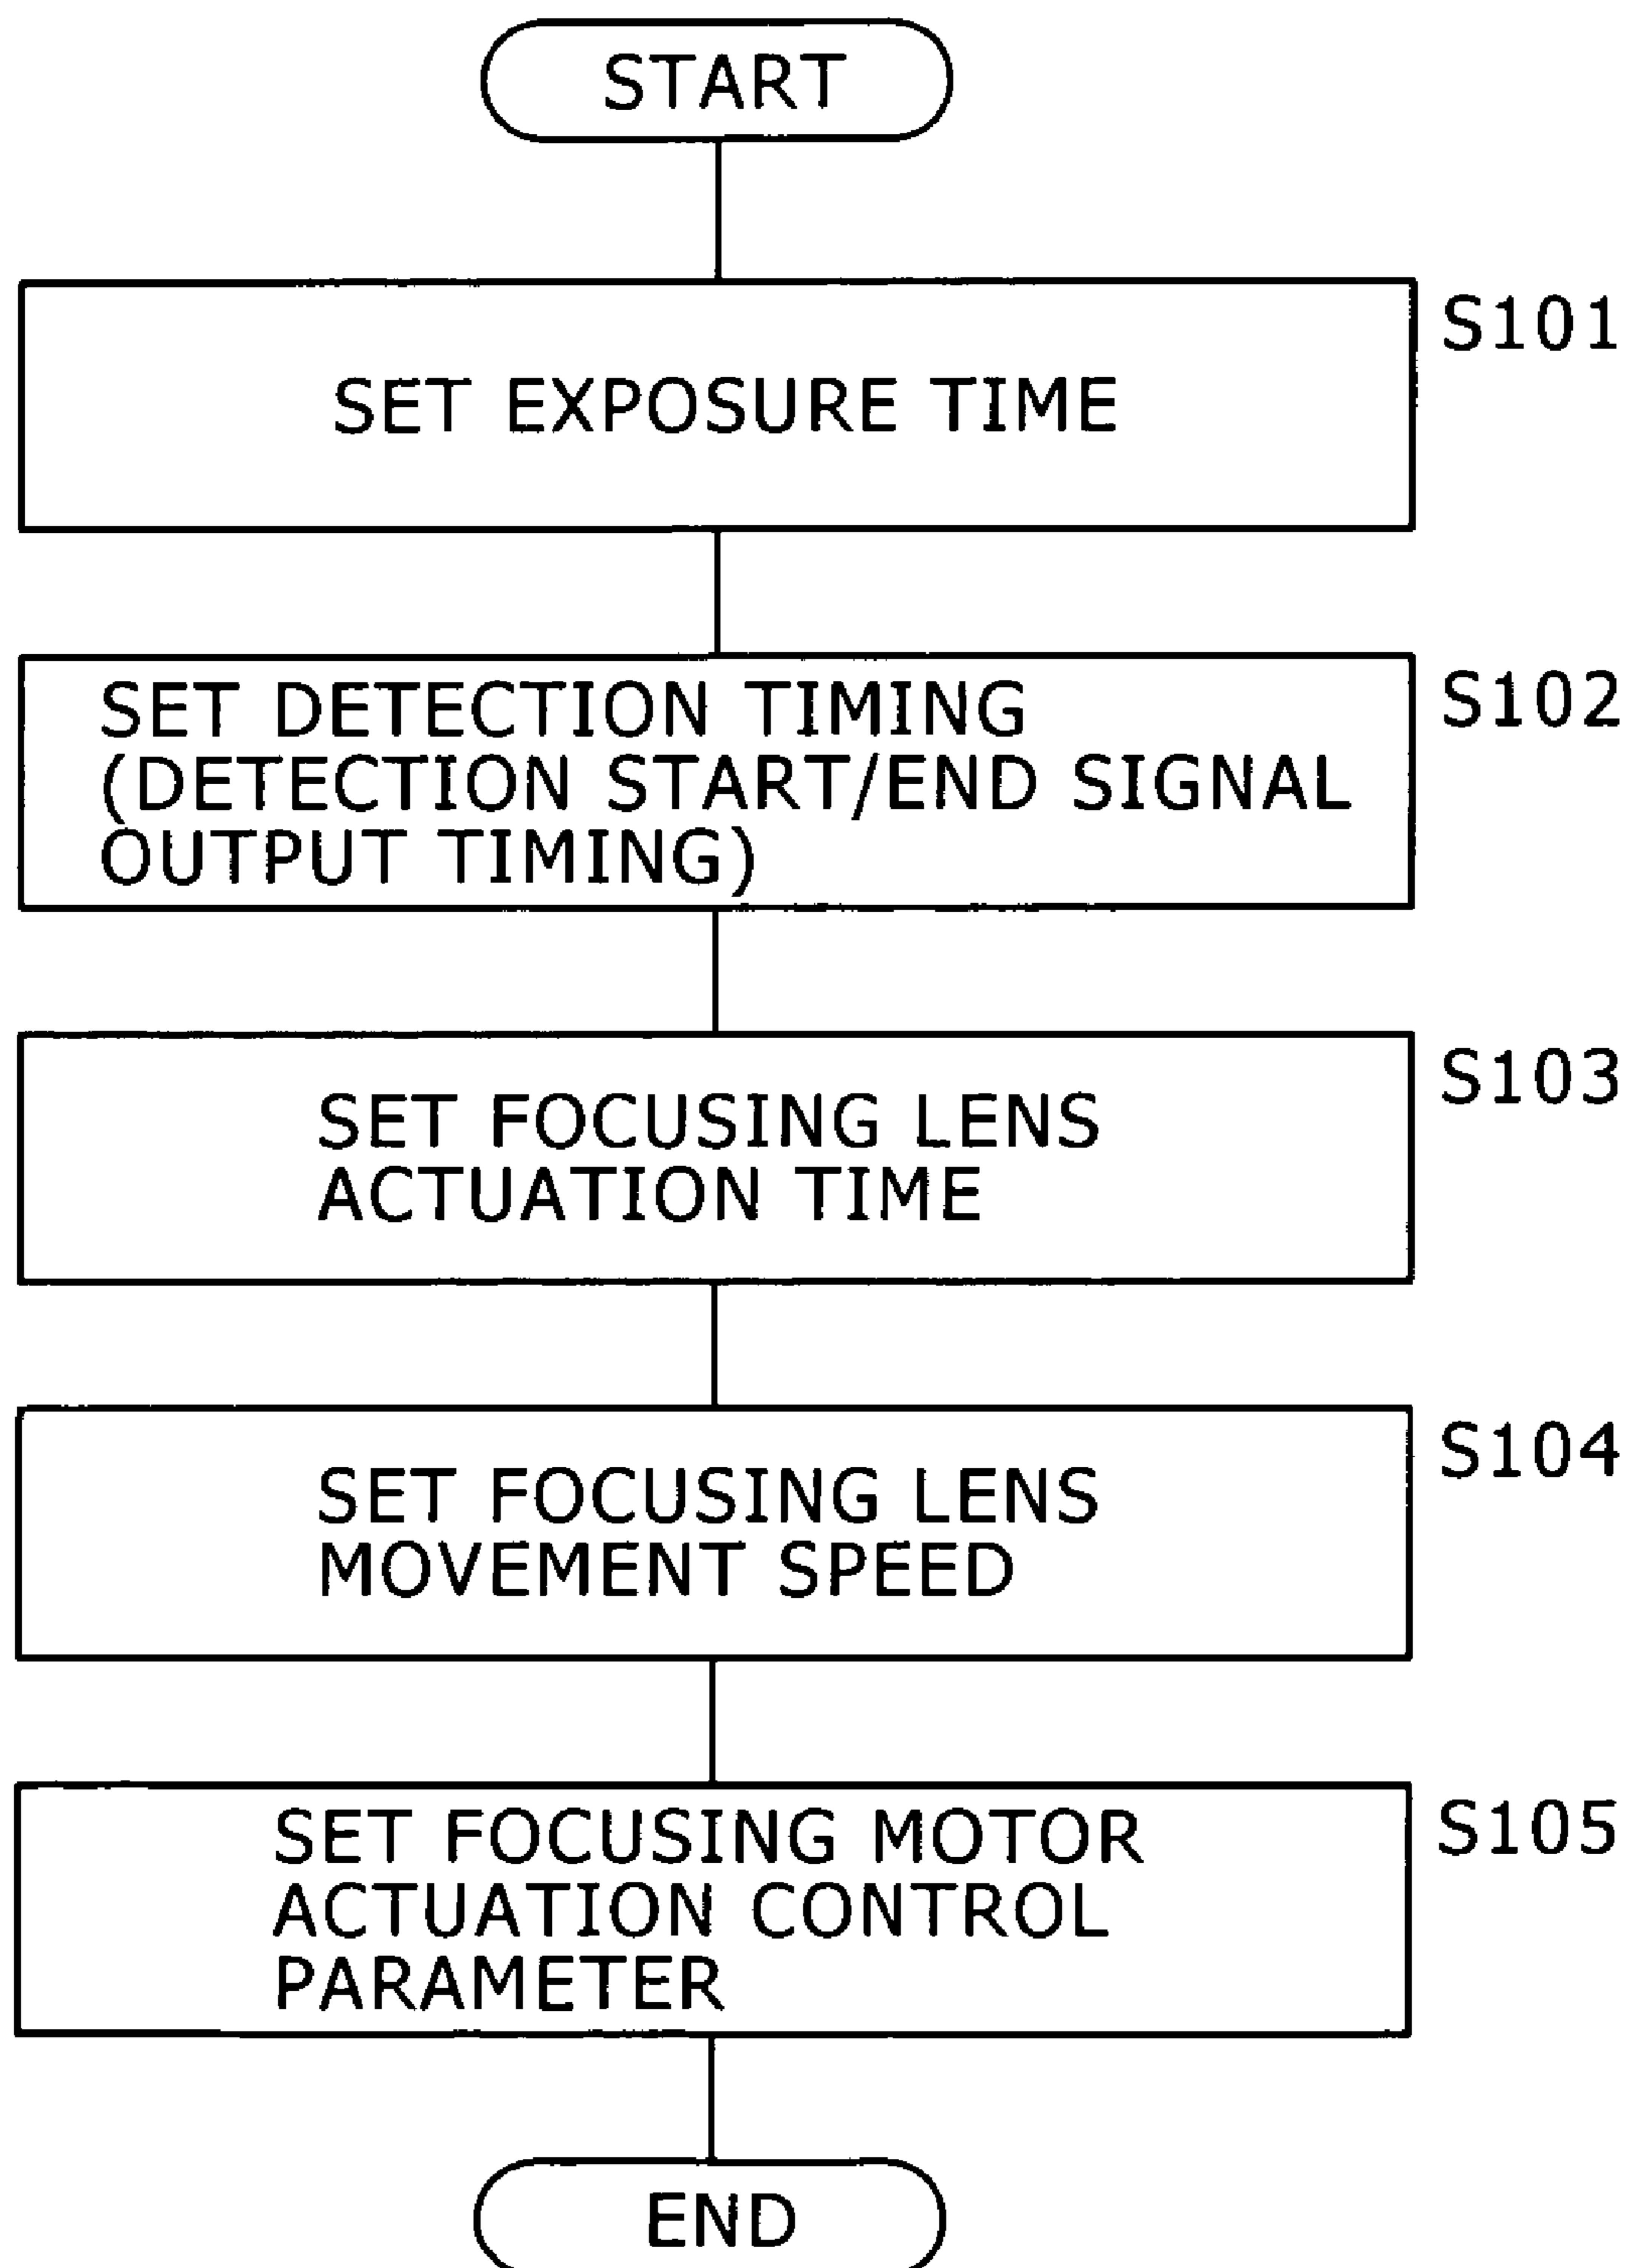 START
S101
SET EXPOSURE TIME
S102
SET DETECTION TIMING
(DETECTION START/END SIGNAL
OUTPUT TIMING)
S103
SET FOCUSING LENS
ACTUATION TIME
S104
SET FOCUSING LENS
MOVEMENT SPEED
S105
SET FOCUSING MOTOR
ACTUATION CONTROL
PARAMETER
END